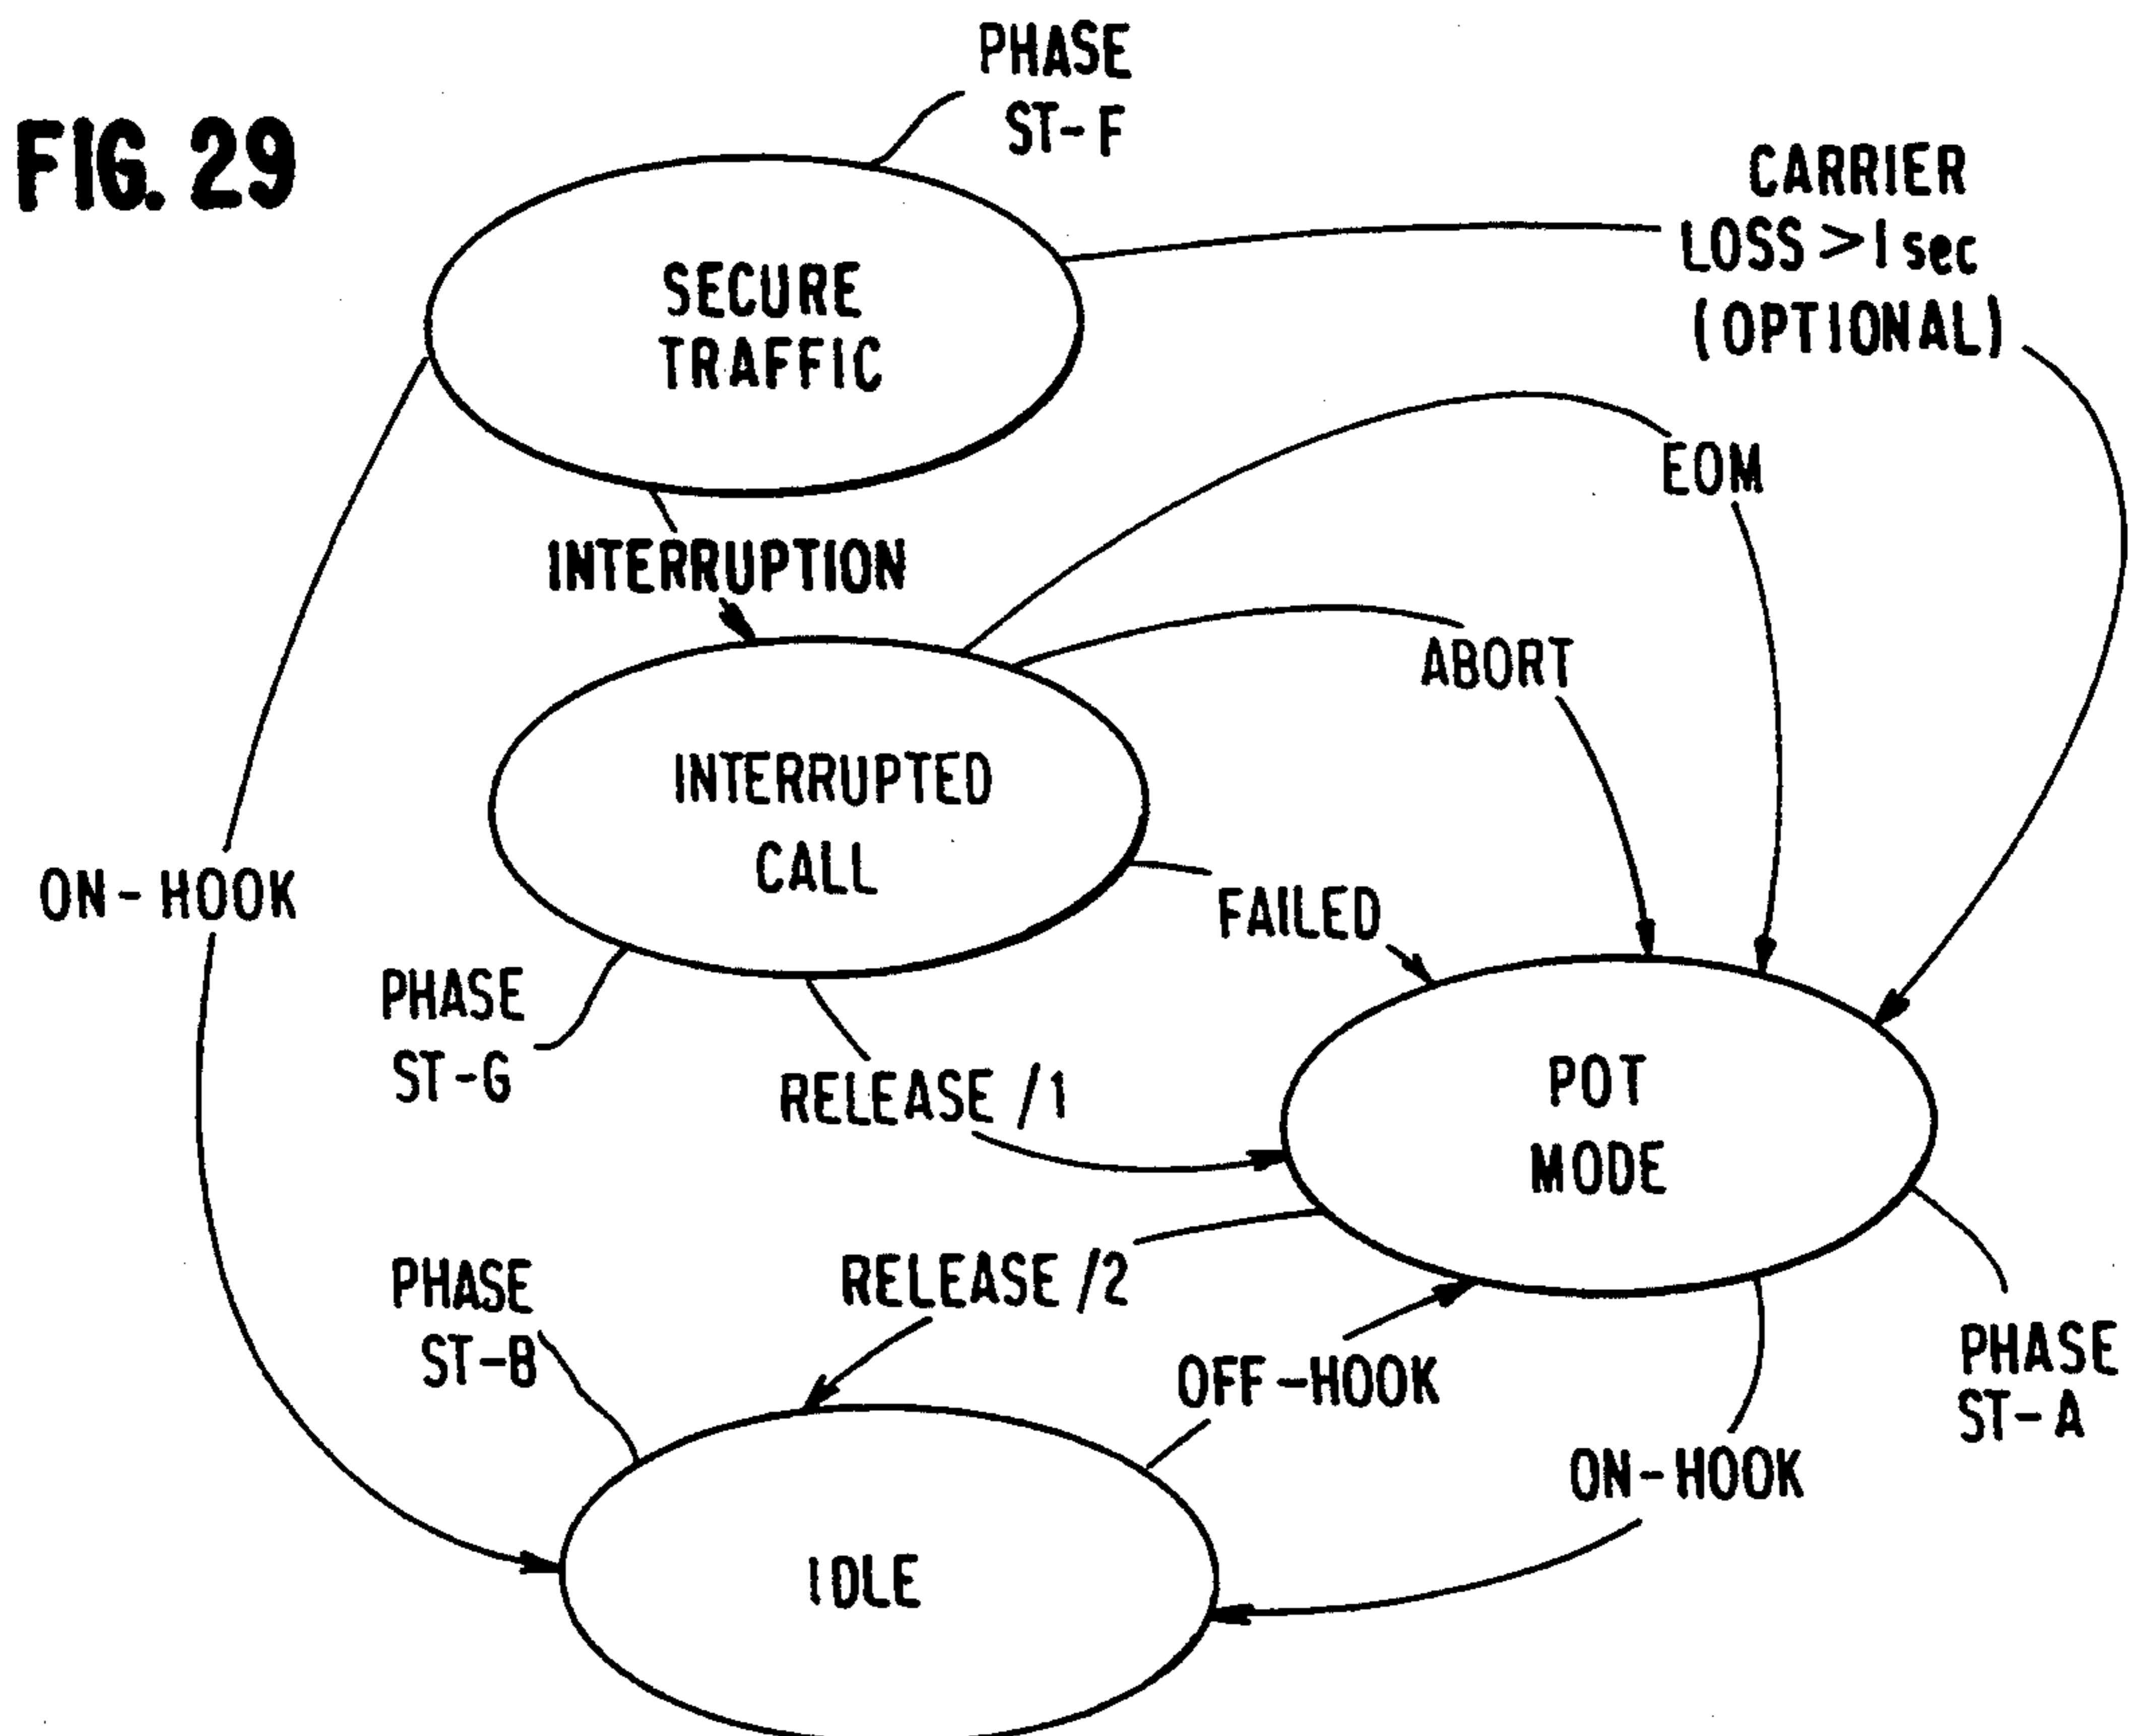 FIG. 29
PHASE
ST-F
CARRIER
LOSS >1 sec
(OPTIONAL)
SECURE
TRAFFIC
EOM
INTERRUPTION
ABORT
INTERRUPTED
CALL
ON-HOOK
FAILED
PHASE
ST-G
RELEASE /1
POT
MODE
RELEASE /2
PHASE
ST-B
OFF-HOOK
PHASE
ST-A
ON-HOOK
IDLE